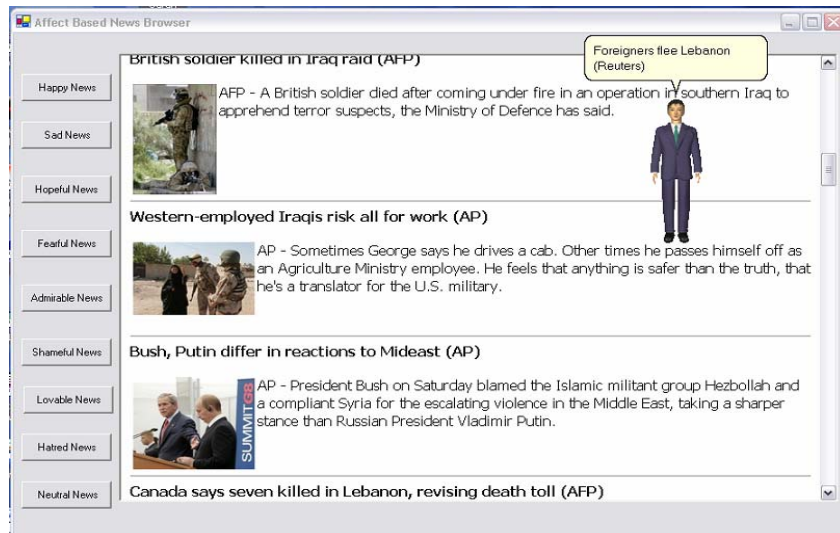 Affect Based News Browser
Happy News
Sad News
Hopeful News
Fearful News
Admirable News
Shameful News
Lovable News
Hatred News
Neutral News
Foreigners flee Lebanon
(Reuters)
British soldier killed in Iraq raid (AFP)
AFP - A British soldier died after coming under fire in an operation in southern Iraq to
apprehend terror suspects, the Ministry of Defence has said.
Western-employed Iraqis risk all for work (AP)
AP - Sometimes George says he drives a cab. Other times he passes himself off as
an Agriculture Ministry employee. He feels that anything is safer than the truth, that
he's a translator for the U.S. military.
Bush, Putin differ in reactions to Mideast (AP)
SUMMIT G8
AP - President Bush on Saturday blamed the Islamic militant group Hezbollah and
a compliant Syria for the escalating violence in the Middle East, taking a sharper
stance than Russian President Vladimir Putin.
Canada says seven killed in Lebanon, revising death toll (AFP)